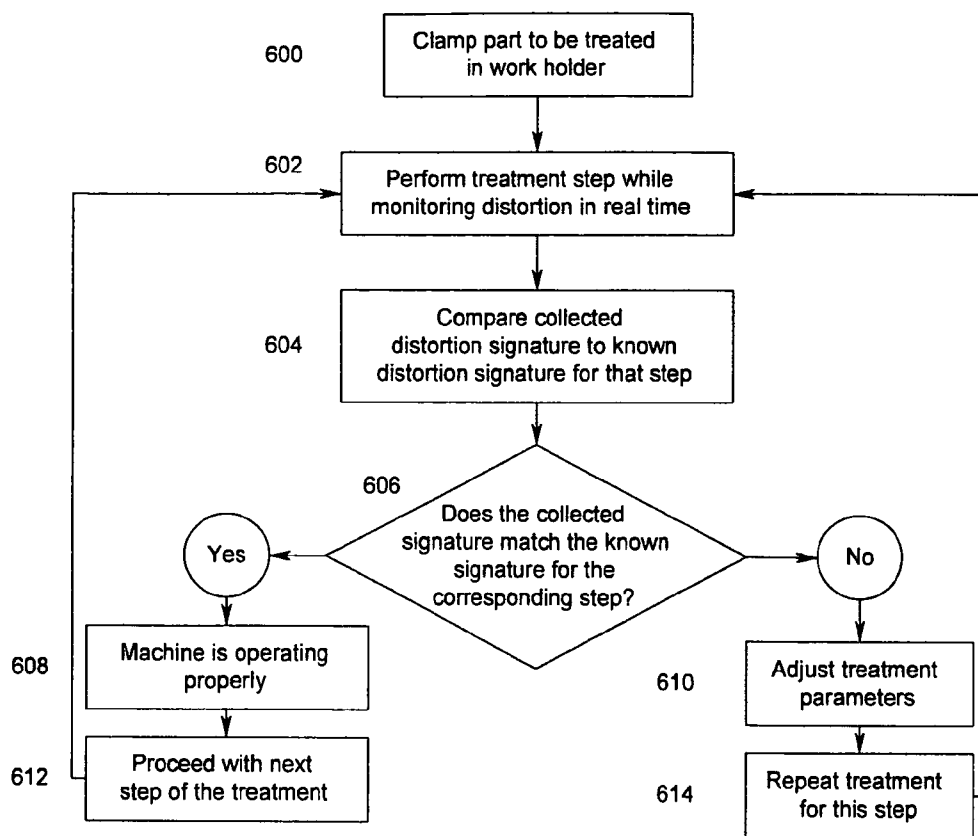 600
Clamp part to be treated
in work holder
602
Perform treatment step while
monitoring distortion in real time
604
Compare collected
distortion signature to known
distortion signature for that step
606
Does the collected
signature match the known
signature for the
corresponding step?
Yes
No
608
Machine is operating
properly
610
Adjust treatment
parameters
612
Proceed with next
step of the treatment
614
Repeat treatment
for this step